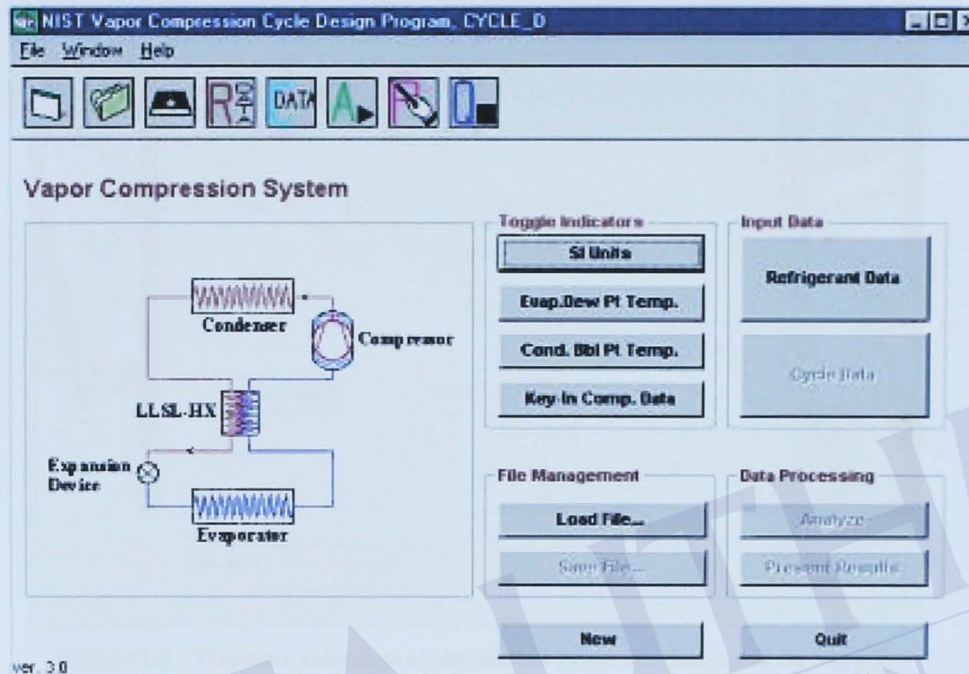 NIST Vapor Compression Cycle Design Program, CYCLE_D
File Window Help
DATA
Vapor Compression System
Condenser
Compressor
LLSL-HX
Expansion
Device
Evaporator
Toggle Indicators
SI Units
Evap.Dew Pt Temp.
Cond. Bbl Pt Temp.
Key-In Comp. Data
Input Data
Refrigerant Data
Cycle Data
File Management
Load File...
Save File...
Data Processing
Analyze
Present Results
New
Quit
ver. 3.0